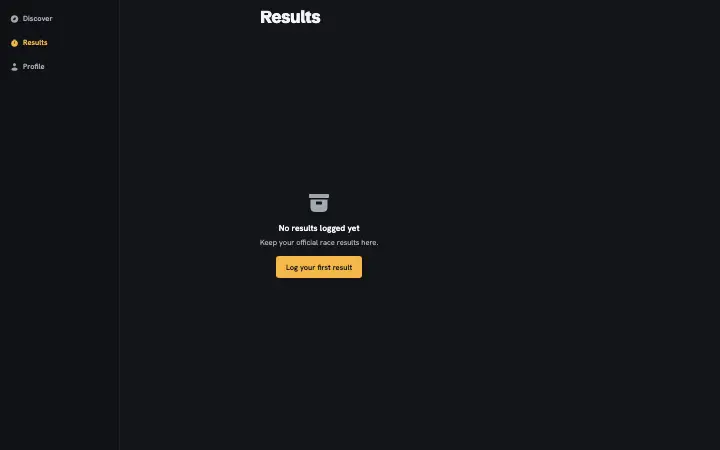 Discover
Results
Profile
Results
No results logged yet
Keep your official race results here.
Log your first result